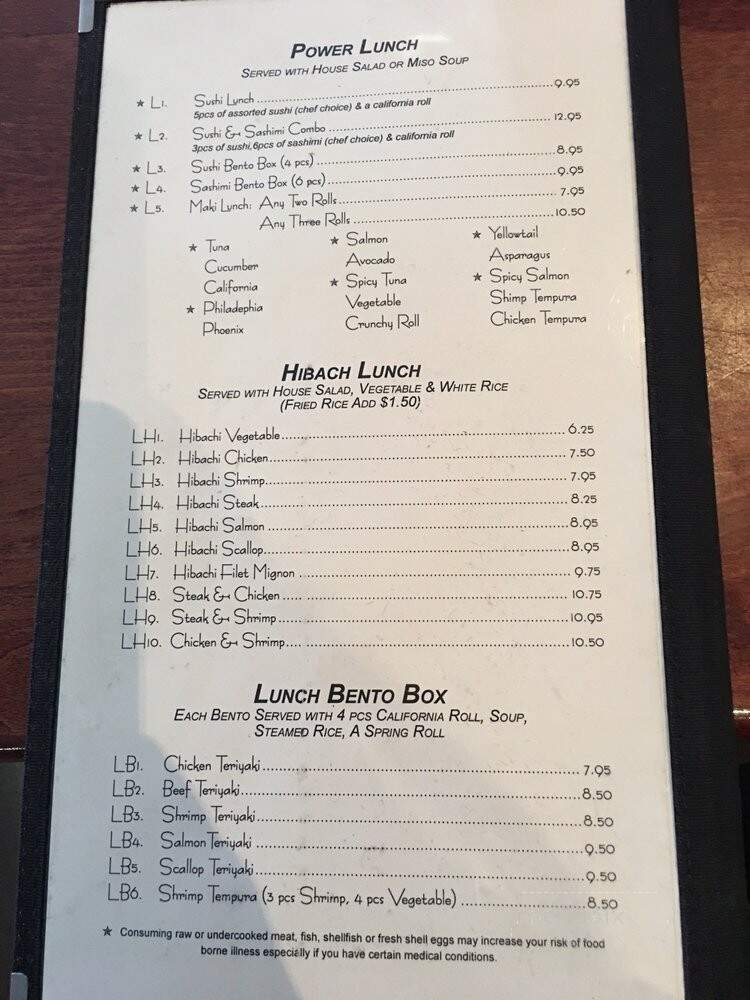 POWER LUNCH
SERVED WITH HOUSE SALAD OR MISO SOUP
★ L1. Sushi Lunch ........ 9.95
5pcs of assorted sushi (chef choice) & a california roll
★ L2. Sushi & Sashimi Combo ........ 12.95
3pcs of sushi,6pcs of sashimi (chef choice) & california roll
★ L3. Sushi Bento Box (4 pcs) ........ 8.95
★ L4. Sashimi Bento Box (6 pcs) ........ 9.95
★ L5. Maki Lunch: Any Two Rolls ........ 7.95
Any Three Rolls ........ 10.50
★ Tuna ★ Salmon ★ Yellowtail
Cucumber Avocado Asparagus
California ★ Spicy Tuna ★ Spicy Salmon
★ Philadephia Vegetable Shimp Tempura
Phoenix Crunchy Roll Chicken Tempura
HIBACH LUNCH
SERVED WITH HOUSE SALAD, VEGETABLE & WHITE RICE
(FRIED RICE ADD $1.50)
LH1. Hibachi Vegetable ........ 6.25
LH2. Hibachi Chicken ........ 7.50
LH3. Hibachi Shrimp ........ 7.95
LH4. Hibachi Steak ........ 8.25
LH5. Hibachi Salmon ........ 8.95
LH6. Hibachi Scallop ........ 8.95
LH7. Hibachi Filet Mignon ........ 9.75
LH8. Steak & Chicken ........ 10.75
LH9. Steak & Shrimp ........ 10.95
LH10. Chicken & Shrimp ........ 10.50
LUNCH BENTO BOX
EACH BENTO SERVED WITH 4 PCS CALIFORNIA ROLL, SOUP,
STEAMED RICE, A SPRING ROLL
LB1. Chicken Teriyaki ........ 7.95
LB2. Beef Teriyaki ........ 8.50
LB3. Shrimp Teriyaki ........ 8.50
LB4. Salmon Teriyaki ........ 9.50
LB5. Scallop Teriyaki ........ 9.50
LB6. Shrimp Tempura (3 pcs Shrimp, 4 pcs Vegetable) ........ 8.50
★ Consuming raw or undercooked meat, fish, shellfish or fresh shell eggs may increase your risk of food
borne illness especially if you have certain medical conditions.